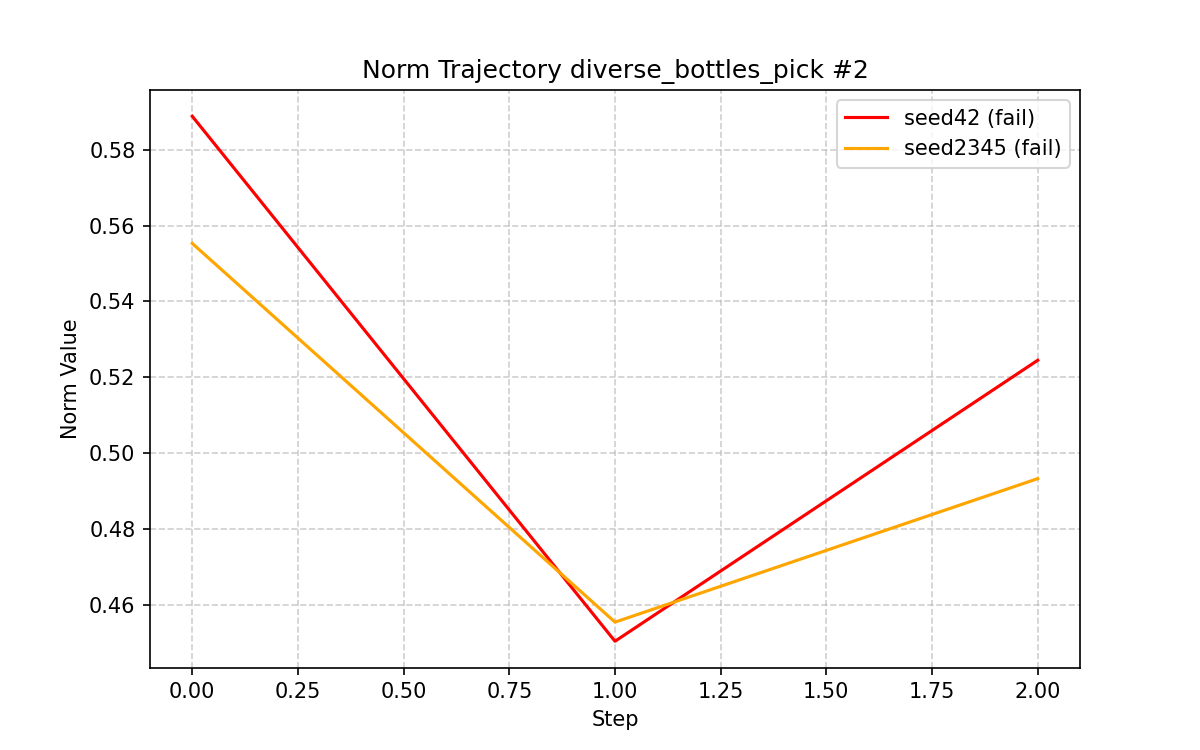 Norm Trajectory diverse_bottles_pick #2
seed42 (fail)
seed2345 (fail)
Norm Value
0.58
0.56
0.54
0.52
0.50
0.48
0.46
0.00 0.25 0.50 0.75 1.00 1.25 1.50 1.75 2.00
Step